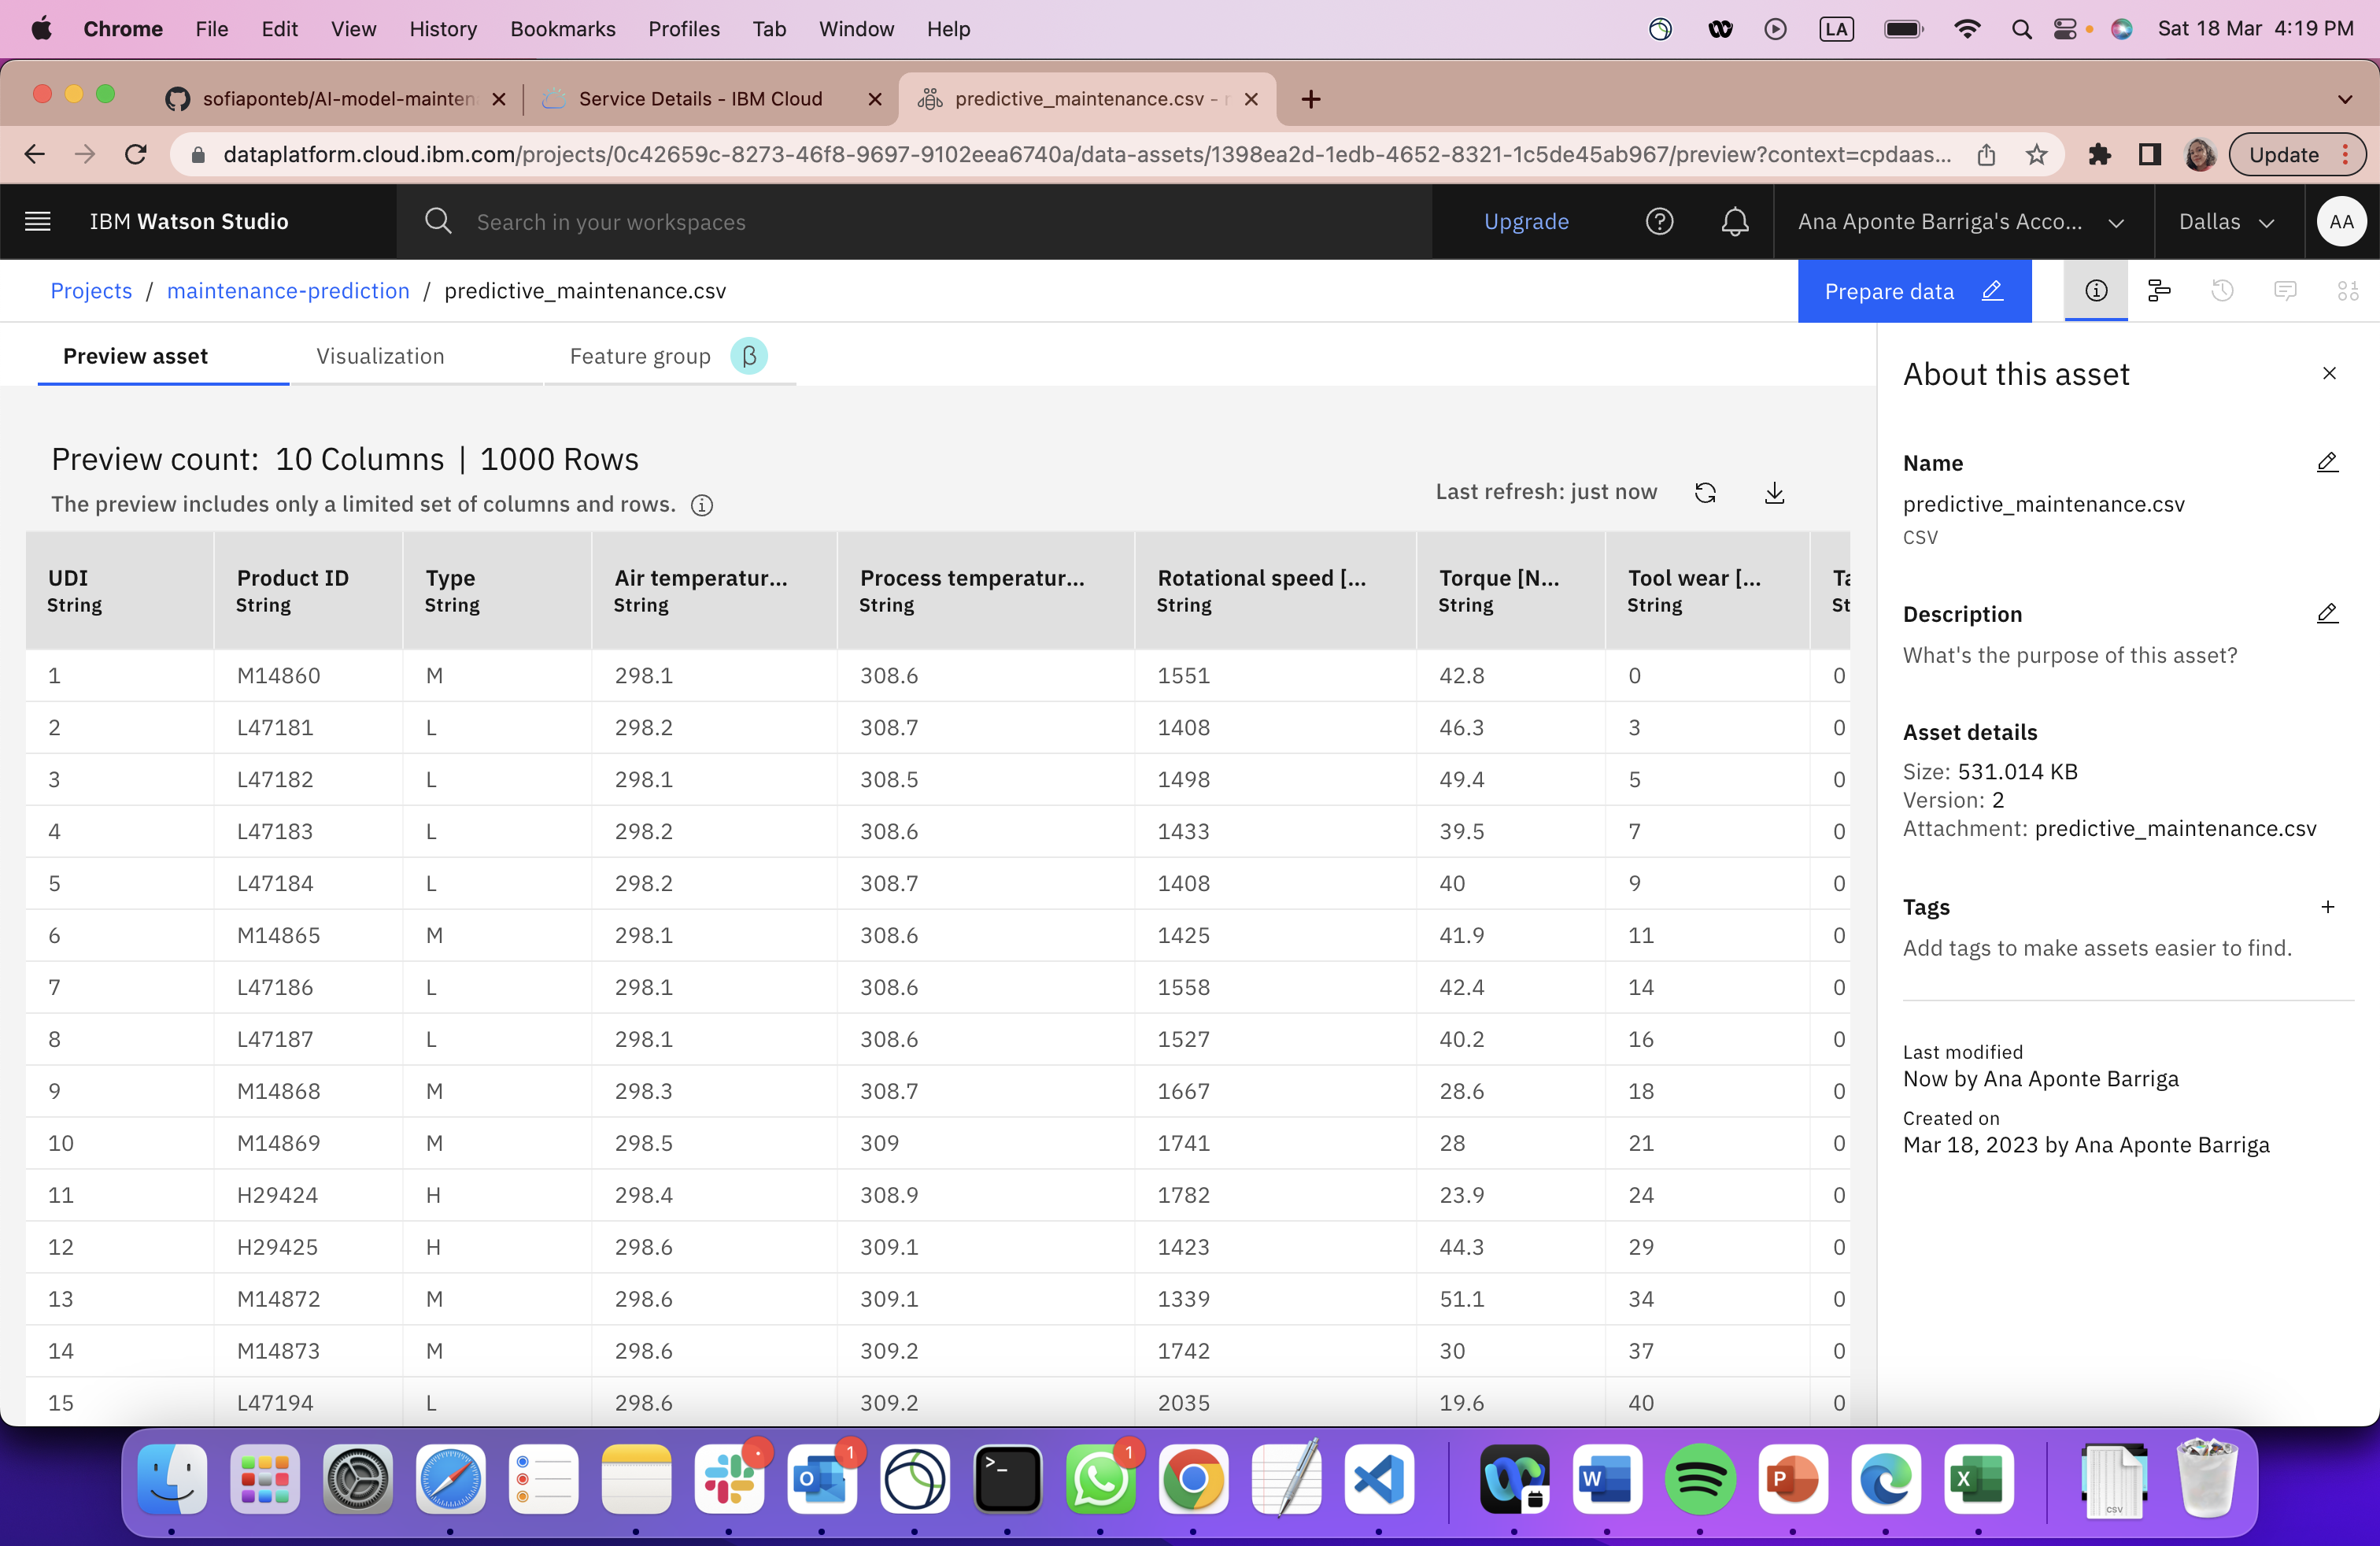 Chrome File Edit View History Bookmarks Profiles Tab Window Help LA Sat 18 Mar 4:19 PM
sofiaponteb/AI-model-mainten Service Details - IBM Cloud predictive_maintenance.csv -
dataplatform.cloud.ibm.com/projects/0c42659c-8273-46f8-9697-9102eea6740a/data-assets/1398ea2d-1edb-4652-8321-1c5de45ab967/preview?context=cpdaas... Update
IBM Watson Studio Search in your workspaces Upgrade Ana Aponte Barriga's Acco... Dallas AA
Projects / maintenance-prediction / predictive_maintenance.csv Prepare data
Preview asset Visualization Feature group β
Preview count: 10 Columns | 1000 Rows
The preview includes only a limited set of columns and rows.
Last refresh: just now
UDI Product ID Type Air temperatur... Process temperatur... Rotational speed [... Torque [N... Tool wear [... Ta
String String String String String String String String St
1 M14860 M 298.1 308.6 1551 42.8 0 0
2 L47181 L 298.2 308.7 1408 46.3 3 0
3 L47182 L 298.1 308.5 1498 49.4 5 0
4 L47183 L 298.2 308.6 1433 39.5 7 0
5 L47184 L 298.2 308.7 1408 40 9 0
6 M14865 M 298.1 308.6 1425 41.9 11 0
7 L47186 L 298.1 308.6 1558 42.4 14 0
8 L47187 L 298.1 308.6 1527 40.2 16 0
9 M14868 M 298.3 308.7 1667 28.6 18 0
10 M14869 M 298.5 309 1741 28 21 0
11 H29424 H 298.4 308.9 1782 23.9 24 0
12 H29425 H 298.6 309.1 1423 44.3 29 0
13 M14872 M 298.6 309.1 1339 51.1 34 0
14 M14873 M 298.6 309.2 1742 30 37 0
15 L47194 L 298.6 309.2 2035 19.6 40 0
About this asset
Name
predictive_maintenance.csv
CSV
Description
What's the purpose of this asset?
Asset details
Size: 531.014 KB
Version: 2
Attachment: predictive_maintenance.csv
Tags
Add tags to make assets easier to find.
Last modified
Now by Ana Aponte Barriga
Created on
Mar 18, 2023 by Ana Aponte Barriga
1 1
O >_ W P X CSV